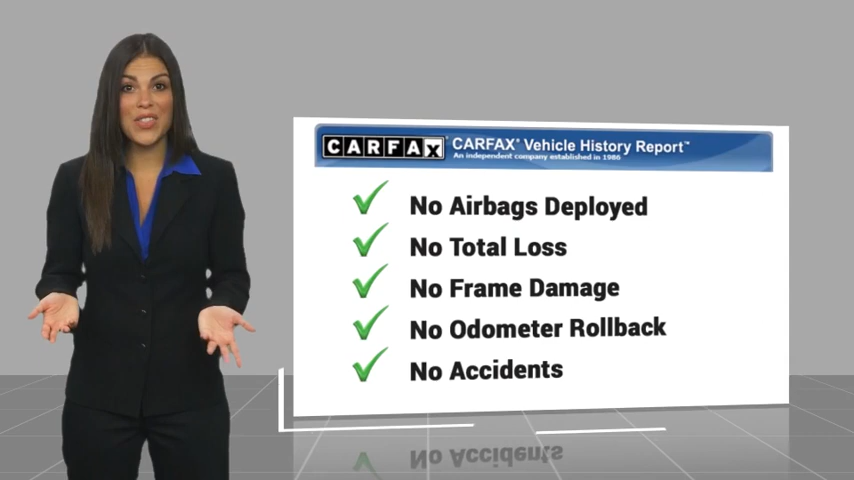 CARFAX
CARFAX® Vehicle History Report™
An independent company established in 1986
No Airbags Deployed
No Total Loss
No Frame Damage
No Odometer Rollback
No Accidents
No Accidents